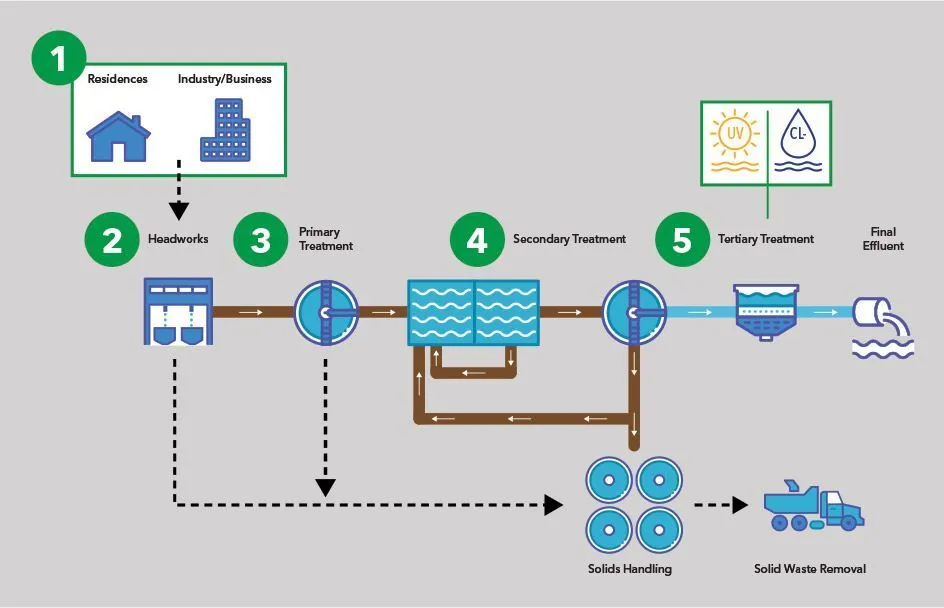 1
Residences
Industry/Business
UV
CL-
2
Headworks
3
Primary
Treatment
4
Secondary Treatment
5
Tertiary Treatment
Final
Effluent
Solids Handling
Solid Waste Removal